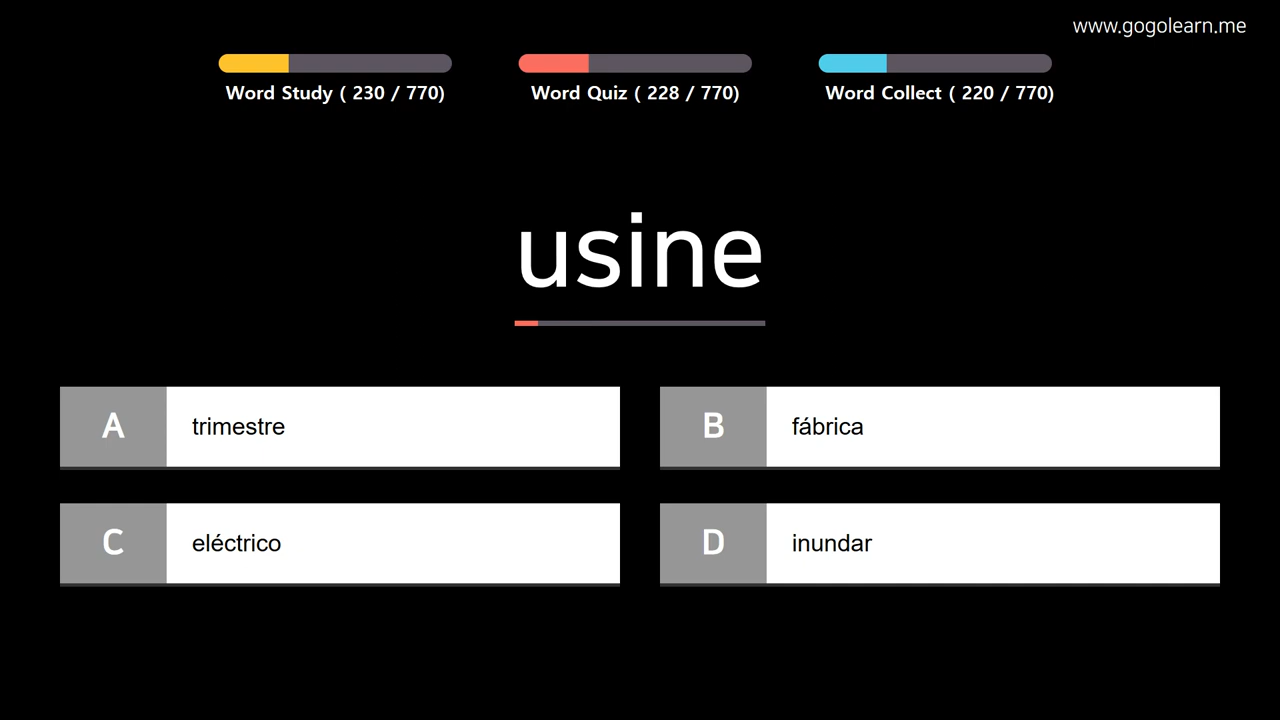 www.gogolearn.me
Word Study ( 230 / 770)
Word Quiz ( 228 / 770)
Word Collect ( 220 / 770)
usine
A trimestre
B fábrica
C eléctrico
D inundar